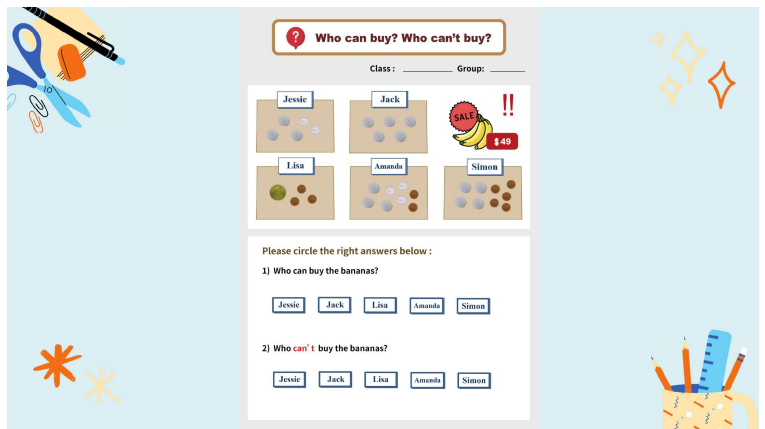 Who can buy? Who can't buy?
Class : ________ Group: ______
Jessie
Jack
SALE
!!
$49
Lisa
Amanda
Simon
Please circle the right answers below :
1) Who can buy the bananas?
Jessie Jack Lisa Amanda Simon
2) Who can't buy the bananas?
Jessie Jack Lisa Amanda Simon